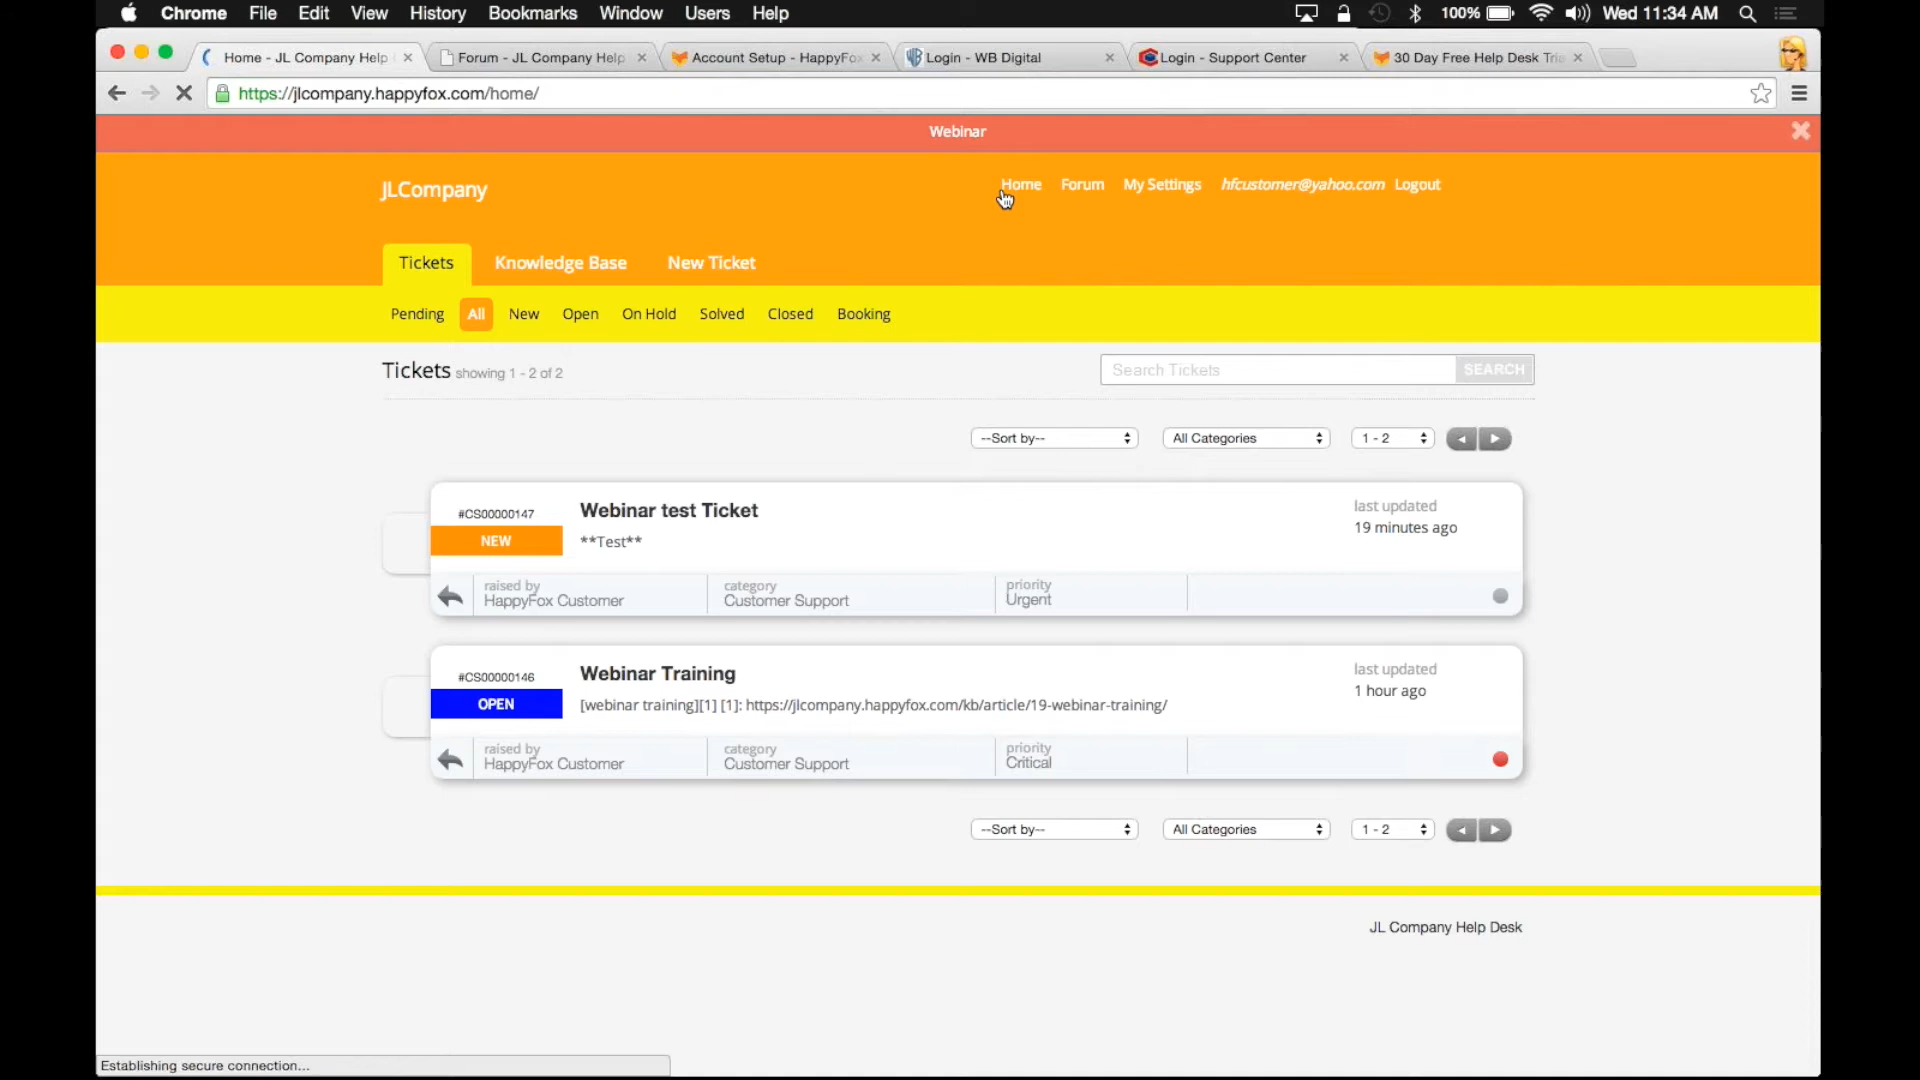 Chrome File Edit View History Bookmarks Window Users Help 100% Wed 11:34 AM
Home - JL Company Help Forum - JL Company Help Account Setup - HappyFox Login - WB Digital Login - Support Center 30 Day Free Help Desk Tria
https://jlcompany.happyfox.com/home/
Webinar
JLCompany Home Forum My Settings hfcustomer@yahoo.com Logout
Tickets Knowledge Base New Ticket
Pending All New Open On Hold Solved Closed Booking
Tickets showing 1 - 2 of 2 Search Tickets SEARCH
--Sort by-- All Categories 1 - 2
#CS00000147 Webinar test Ticket last updated
NEW **Test** 19 minutes ago
raised by category priority
HappyFox Customer Customer Support Urgent
#CS00000146 Webinar Training last updated
OPEN [webinar training][1] [1]: https://jlcompany.happyfox.com/kb/article/19-webinar-training/ 1 hour ago
raised by category priority
HappyFox Customer Customer Support Critical
--Sort by-- All Categories 1 - 2
JL Company Help Desk
Establishing secure connection...